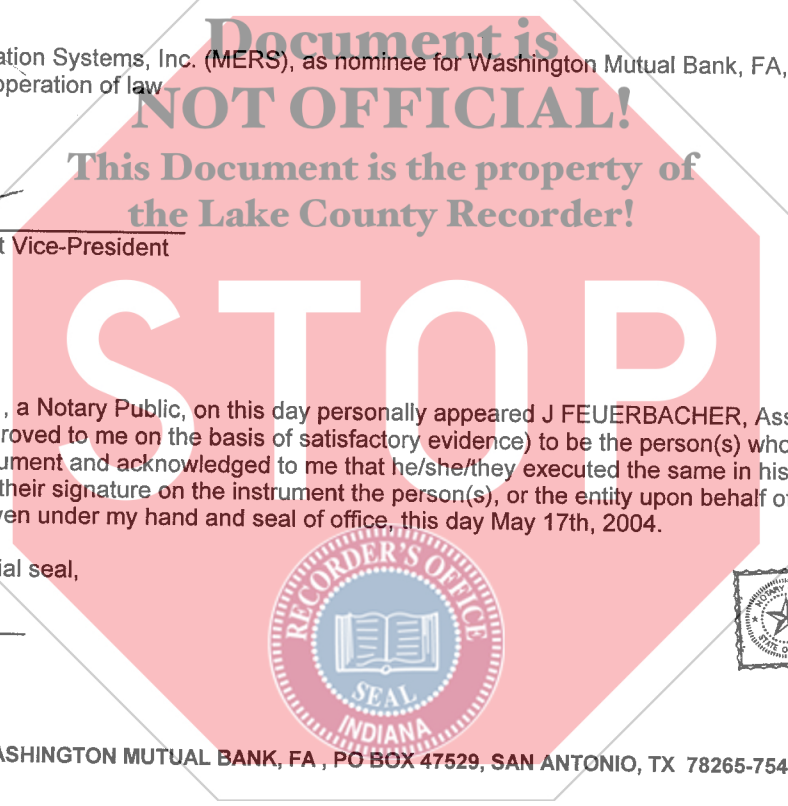 Document is
ation Systems, Inc. (MERS), as nominee for Washington Mutual Bank, FA,
operation of law
NOT OFFICIAL!
This Document is the property of
the Lake County Recorder!
t Vice-President
STOP
, a Notary Public, on this day personally appeared J FEUERBACHER, Ass
roved to me on the basis of satisfactory evidence) to be the person(s) who
ument and acknowledged to me that he/she/they executed the same in his
their signature on the instrument the person(s), or the entity upon behalf of
ven under my hand and seal of office, this day May 17th, 2004.
ial seal,
RECORDER'S OFFICE
SEAL
INDIANA
NOTARY
STATE O
ASHINGTON MUTUAL BANK, FA , PO BOX 47529, SAN ANTONIO, TX 78265-754